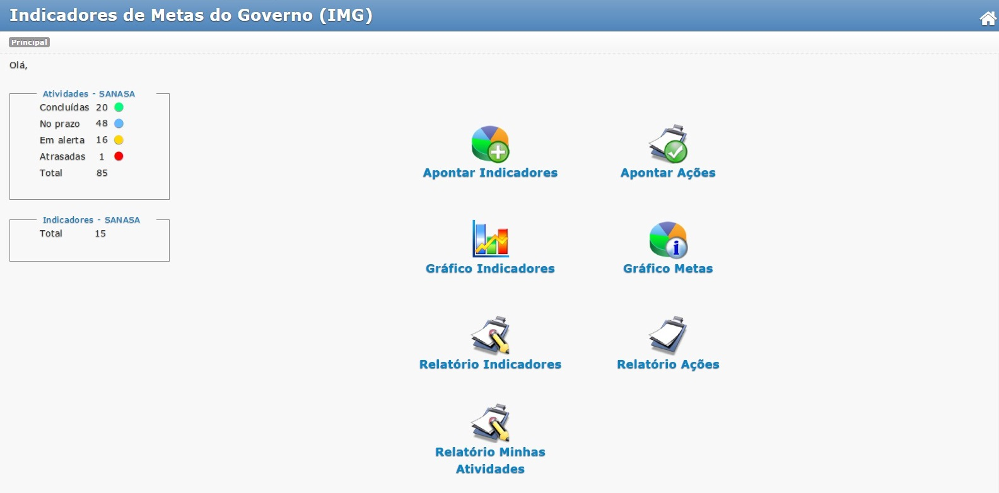 Indicadores de Metas do Governo (IMG)
Principal
Olá,
Atividades - SANASA
Concluídas 20
No prazo 48
Em alerta 16
Atrasadas 1
Total 85
Indicadores - SANASA
Total 15
Apontar Indicadores
Apontar Ações
Gráfico Indicadores
Gráfico Metas
Relatório Indicadores
Relatório Ações
Relatório Minhas
Atividades